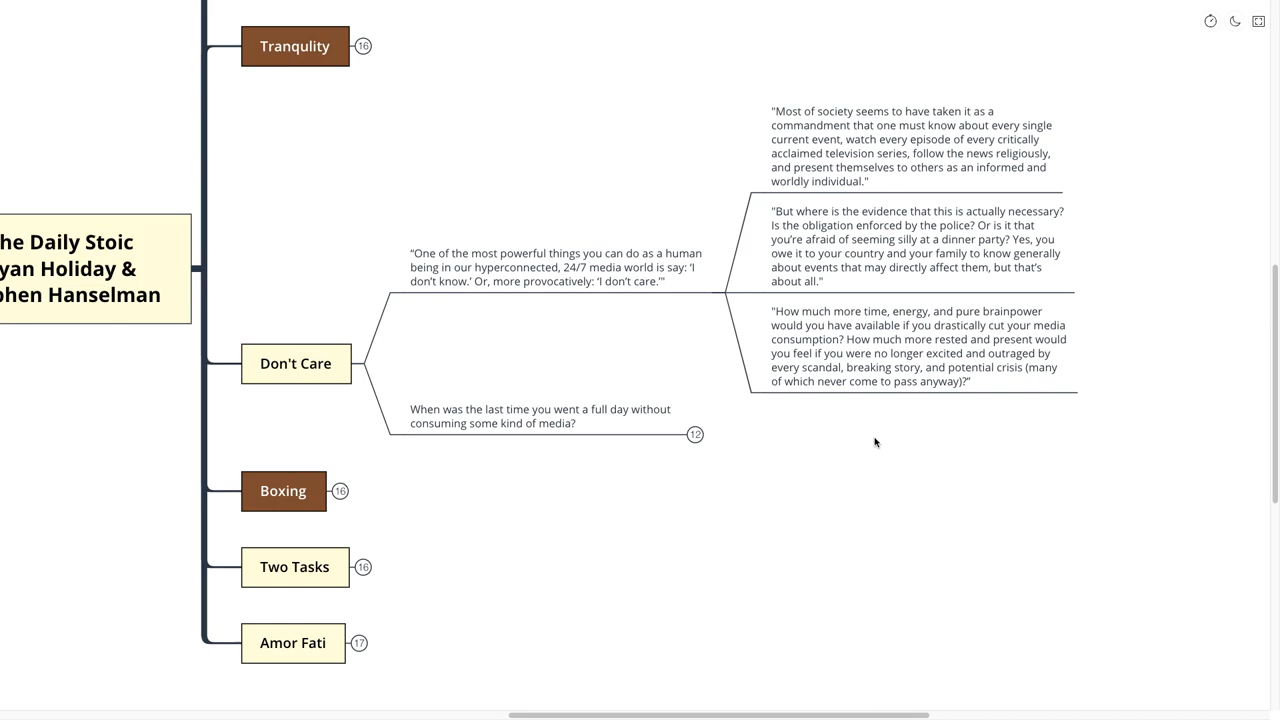 he Daily Stoic
yan Holiday &
phen Hanselman
Tranqulity
16
Don't Care
“One of the most powerful things you can do as a human
being in our hyperconnected, 24/7 media world is say: ‘I
don’t know.’ Or, more provocatively: ‘I don’t care.’"
"Most of society seems to have taken it as a
commandment that one must know about every single
current event, watch every episode of every critically
acclaimed television series, follow the news religiously,
and present themselves to others as an informed and
worldly individual."
"But where is the evidence that this is actually necessary?
Is the obligation enforced by the police? Or is it that
you’re afraid of seeming silly at a dinner party? Yes, you
owe it to your country and your family to know generally
about events that may directly affect them, but that’s
about all."
"How much more time, energy, and pure brainpower
would you have available if you drastically cut your media
consumption? How much more rested and present would
you feel if you were no longer excited and outraged by
every scandal, breaking story, and potential crisis (many
of which never come to pass anyway)?”
When was the last time you went a full day without
consuming some kind of media?
12
Boxing
16
Two Tasks
16
Amor Fati
17